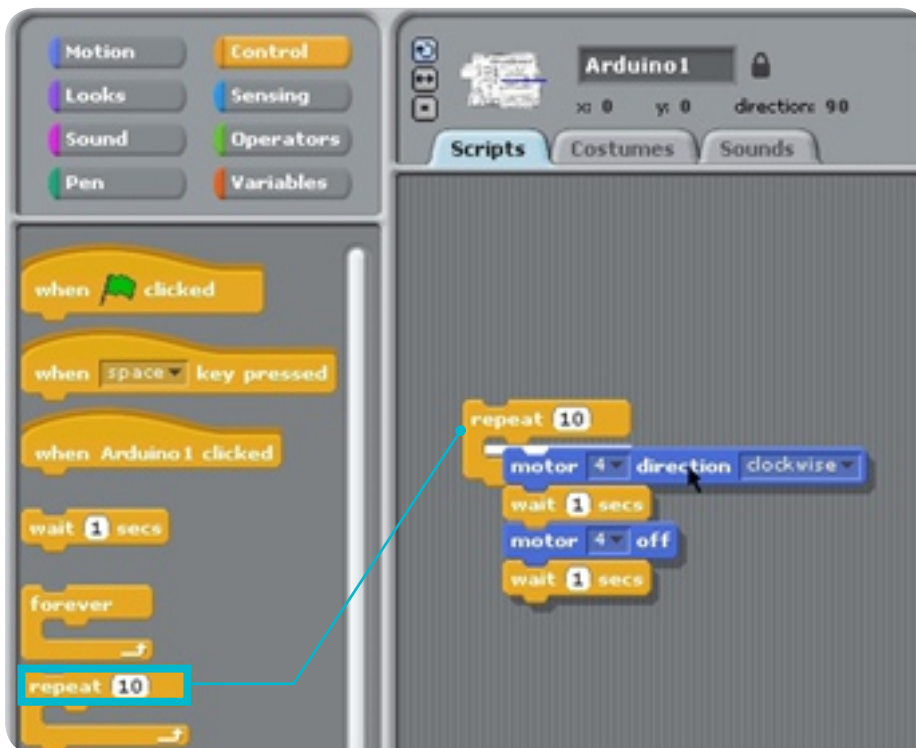 Motion Control
Looks Sensing
Sound Operators
Pen Variables
when clicked
when space key pressed
when Arduino1 clicked
wait 1 secs
forever
repeat 10
Arduino1
x: 0 y: 0 direction: 90
Scripts Costumes Sounds
repeat 10
motor 4 direction clockwise
wait 1 secs
motor 4 off
wait 1 secs